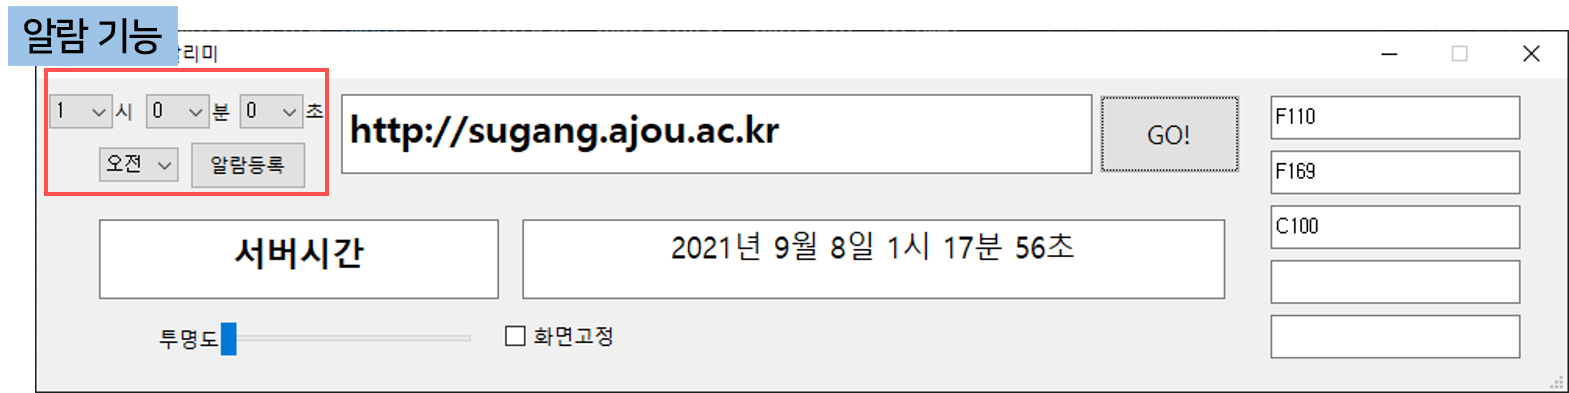 알람 기능
알리미
1 시 0 분 0 초
오전 알람등록
http://sugang.ajou.ac.kr
GO!
F110
F169
C100
서버시간
2021년 9월 8일 1시 17분 56초
투명도
화면고정